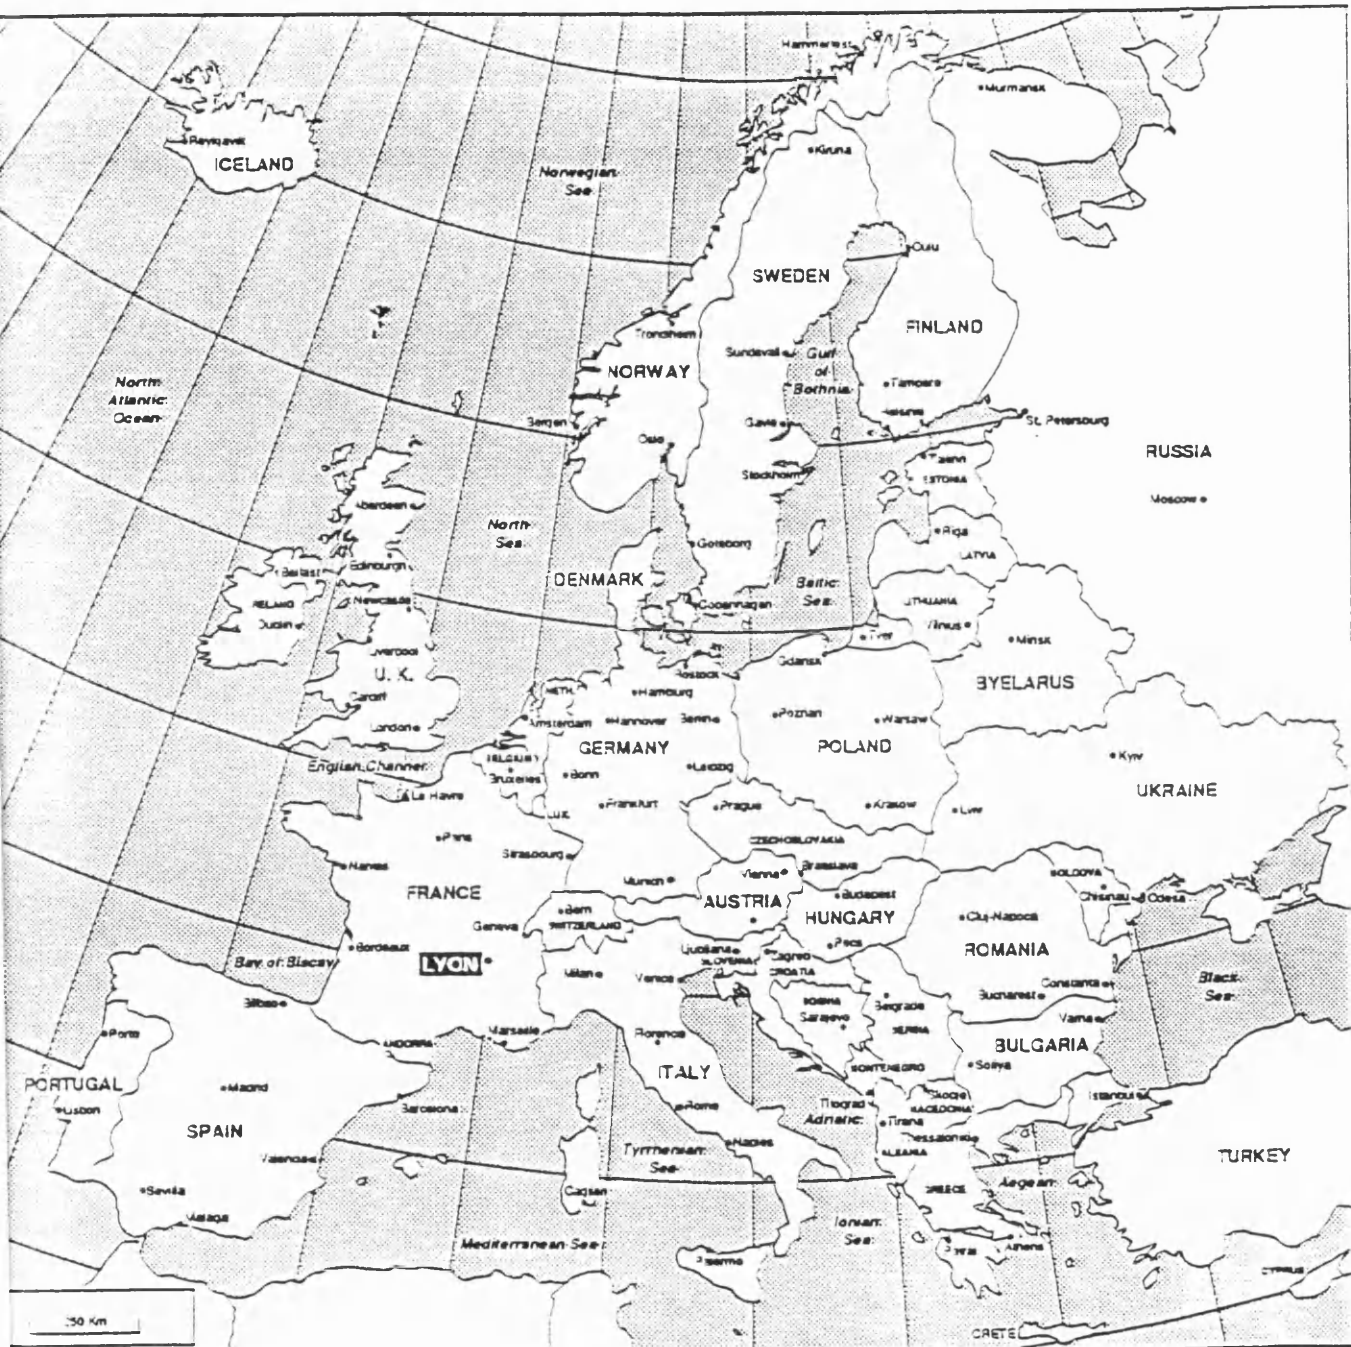 Hammerfest
Murmansk
Reykjavik
ICELAND
Kiruna
Norwegian
Sea
Oulu
SWEDEN
FINLAND
Trondheim
NORWAY
Sundsvall
Gulf
of
Bothnia
Tampere
Helsinki
North
Atlantic
Ocean
Bergen
Oslo
Gavle
St. Petersburg
Stockholm
Tallinn
ESTONIA
RUSSIA
Moscow
Aberdeen
North
Sea
Goteborg
Riga
LATVIA
Belfast
Edinburgh
DENMARK
Baltic
Sea
IRELAND
Newcastle
Copenhagen
LITHUANIA
Dublin
Vilnius
Minsk
Liverpool
U. K.
Gdansk
Rostock
BYELARUS
NETH.
Hamburg
Cardiff
London
Amsterdam
Hannover
Berlin
Poznan
Warsaw
GERMANY
POLAND
English Channel
BELGIUM
Bruxelles
Bonn
Leipzig
Kyiv
UKRAINE
Le Havre
LUX.
Frankfurt
Prague
Krakow
Lviv
Paris
CZECHOSLOVAKIA
Strasbourg
Nantes
Munich
Vienna
Bratislava
MOLDOVA
FRANCE
AUSTRIA
Budapest
Chisinau
Odesa
Bern
HUNGARY
Cluj-Napoca
Geneva
SWITZERLAND
Bordeaux
Ljubljana
Pecs
ROMANIA
Bay of Biscay
LYON
SLOVENIA
Zagreb
CROATIA
Milan
Venice
Constanta
Black
Sea
Bilbao
BOSNIA
Belgrade
Bucharest
Sarajevo
SERBIA
Varna
Porto
Marseille
Florence
BULGARIA
ANDORRA
ITALY
MONTENEGRO
Sofiya
PORTUGAL
Madrid
Skopje
Istanbul
Lisbon
Barcelona
Rome
Titograd
MACEDONIA
Adriatic
Tirana
SPAIN
Naples
Thessaloniki
Tyrrhenian
Sea
ALBANIA
TURKEY
Valencia
Sevilla
Cagliari
GREECE
Aegean
Malaga
Ionian
Sea
Mediterranean Sea
Palermo
Patrai
Athens
CYPRUS
CRETE